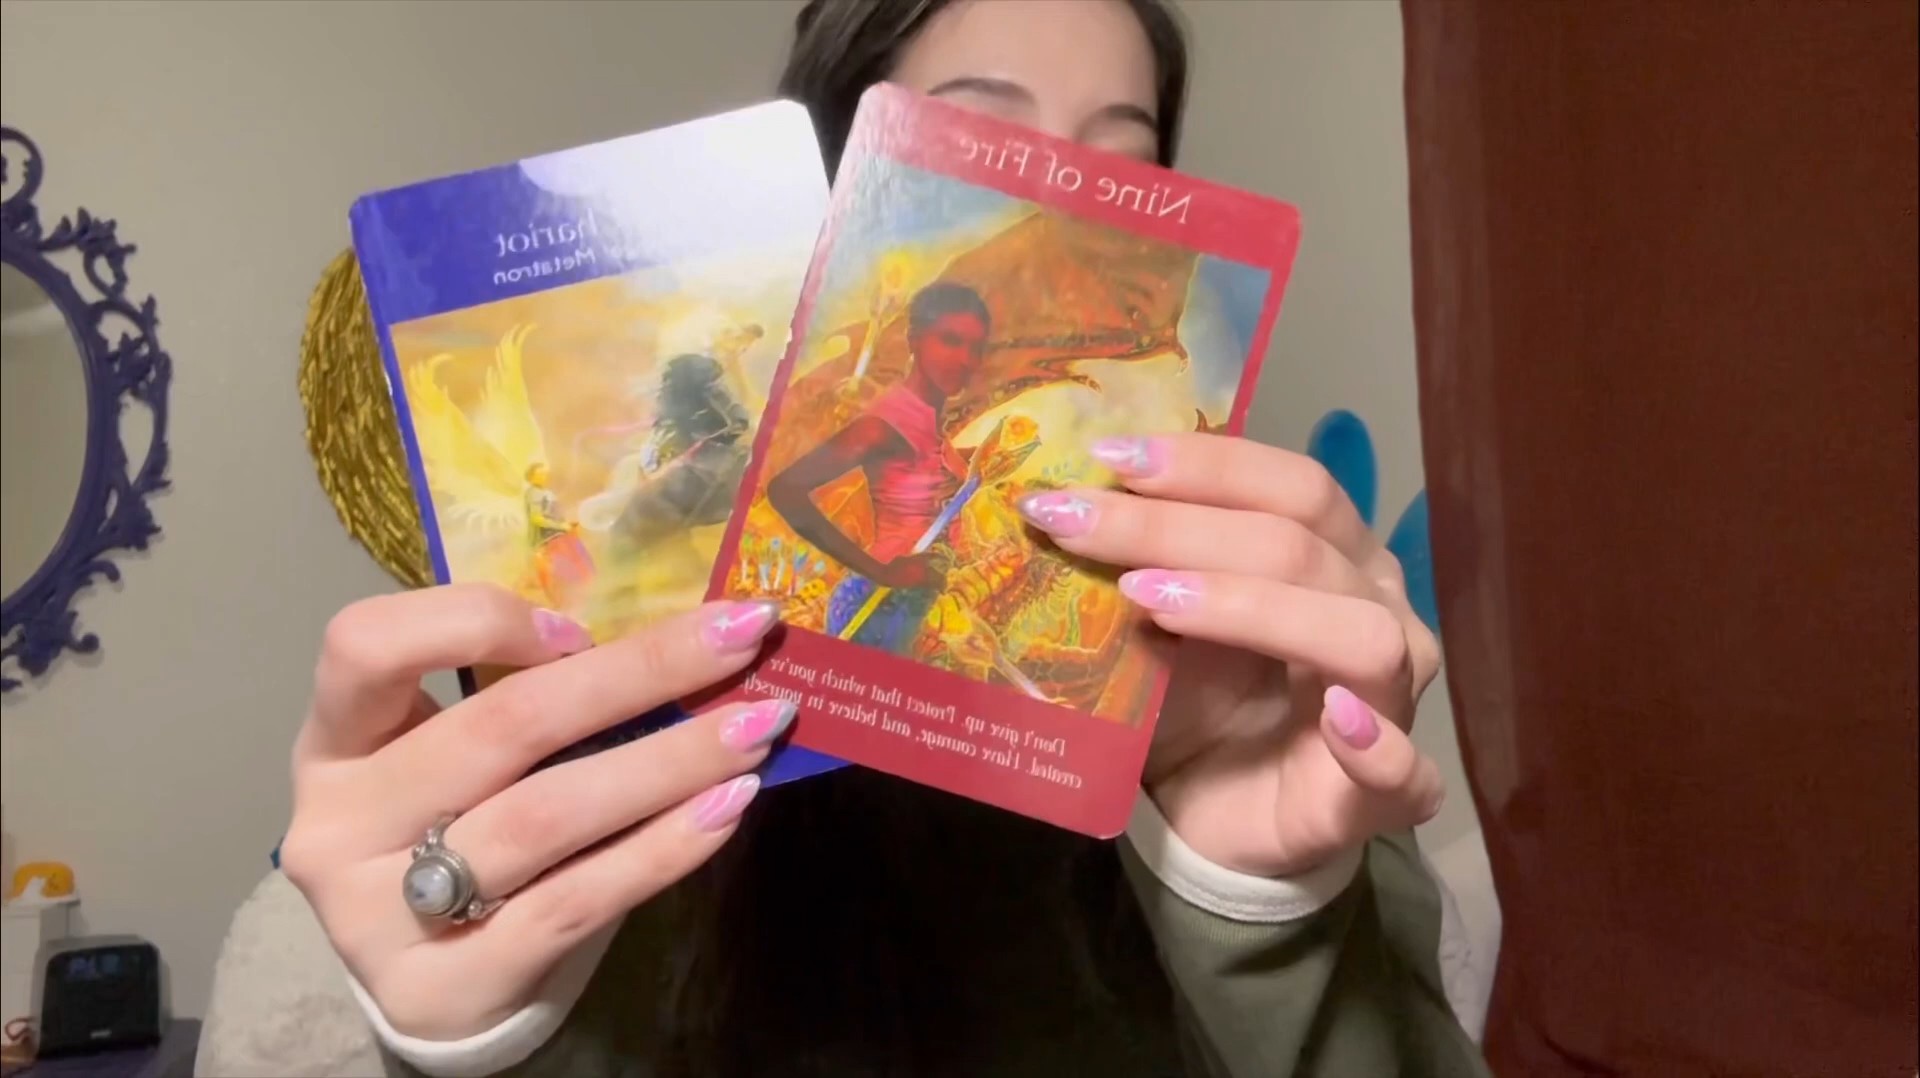 hariot
Metatron
Nine of Fire
Don't give up. Protect that which you've
created. Have courage, and believe in yourself.